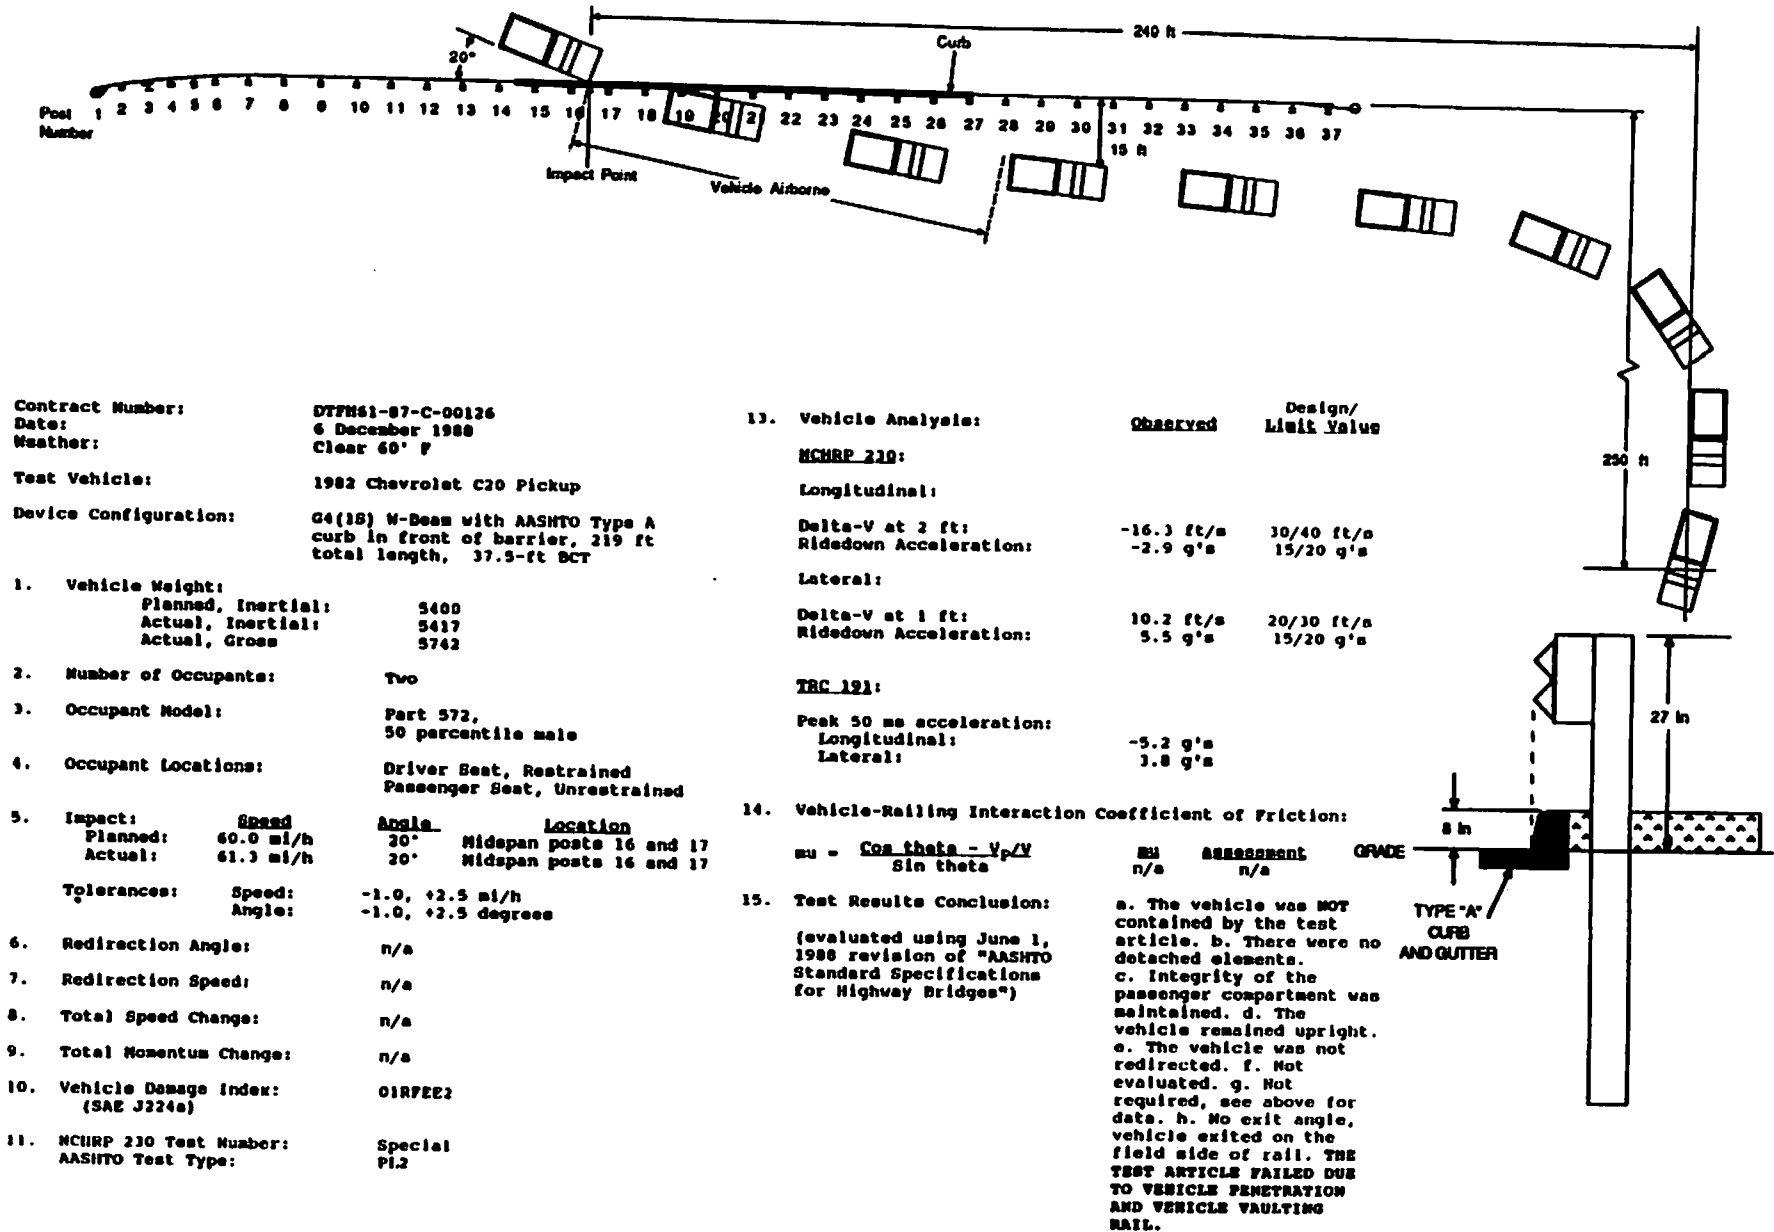 240 ft
Curb
20°
Post Number
1 2 3 4 5 6 7 8 9 10 11 12 13 14 15 16 17 18 19 20 21 22 23 24 25 26 27 28 29 30 31 32 33 34 35 36 37
15 ft
Impact Point
Vehicle Airborne
250 ft
Contract Number: DTFH61-87-C-00126
Date: 6 December 1988
Weather: Clear 60° F
Test Vehicle: 1982 Chevrolet C20 Pickup
Device Configuration: G4(1S) W-Beam with AASHTO Type A
curb in front of barrier, 219 ft
total length, 37.5-ft BCT
1. Vehicle Weight:
Planned, Inertial: 5400
Actual, Inertial: 5417
Actual, Gross 5742
2. Number of Occupants: Two
3. Occupant Model: Part 572,
50 percentile male
4. Occupant Locations: Driver Seat, Restrained
Passenger Seat, Unrestrained
5. Impact: Speed Angle Location
Planned: 60.0 mi/h 20° Midspan posts 16 and 17
Actual: 61.3 mi/h 20° Midspan posts 16 and 17
Tolerances: Speed: -1.0, +2.5 mi/h
Angle: -1.0, +2.5 degrees
6. Redirection Angle: n/a
7. Redirection Speed: n/a
8. Total Speed Change: n/a
9. Total Momentum Change: n/a
10. Vehicle Damage Index: 01RFEE2
(SAE J224a)
11. NCHRP 230 Test Number: Special
AASHTO Test Type: PL2
13. Vehicle Analysis: Observed Design/
Limit Value
NCHRP 230:
Longitudinal:
Delta-V at 2 ft: -16.3 ft/s 30/40 ft/s
Ridedown Acceleration: -2.9 g's 15/20 g's
Lateral:
Delta-V at 1 ft: 10.2 ft/s 20/30 ft/s
Ridedown Acceleration: 5.5 g's 15/20 g's
TRC 191:
Peak 50 ms acceleration:
Longitudinal: -5.2 g's
Lateral: 3.8 g's
14. Vehicle-Railing Interaction Coefficient of Friction:
mu = Cos theta - Vp/V mu assessment
Sin theta n/a n/a
15. Test Results Conclusion:
(evaluated using June 1,
1988 revision of "AASHTO
Standard Specifications
for Highway Bridges")
a. The vehicle was NOT
contained by the test
article. b. There were no
detached elements.
c. Integrity of the
passenger compartment was
maintained. d. The
vehicle remained upright.
e. The vehicle was not
redirected. f. Not
evaluated. g. Not
required, see above for
data. h. No exit angle,
vehicle exited on the
field side of rail. THE
TEST ARTICLE FAILED DUE
TO VEHICLE PENETRATION
AND VEHICLE VAULTING
RAIL.
27 in
8 in
GRADE
TYPE "A"
CURB
AND GUTTER